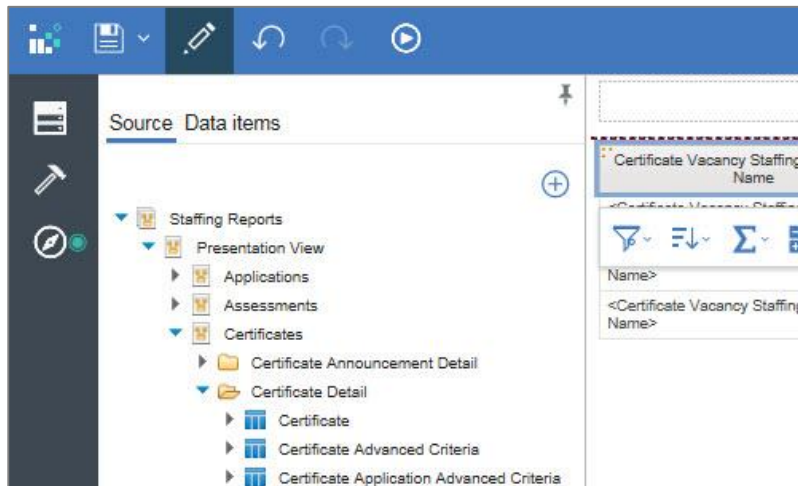 Source Data items
Staffing Reports
Presentation View
Applications
Assessments
Certificates
Certificate Announcement Detail
Certificate Detail
Certificate
Certificate Advanced Criteria
Certificate Application Advanced Criteria
Certificate Vacancy Staffing
Name
Name>
<Certificate Vacancy Staffing
Name>